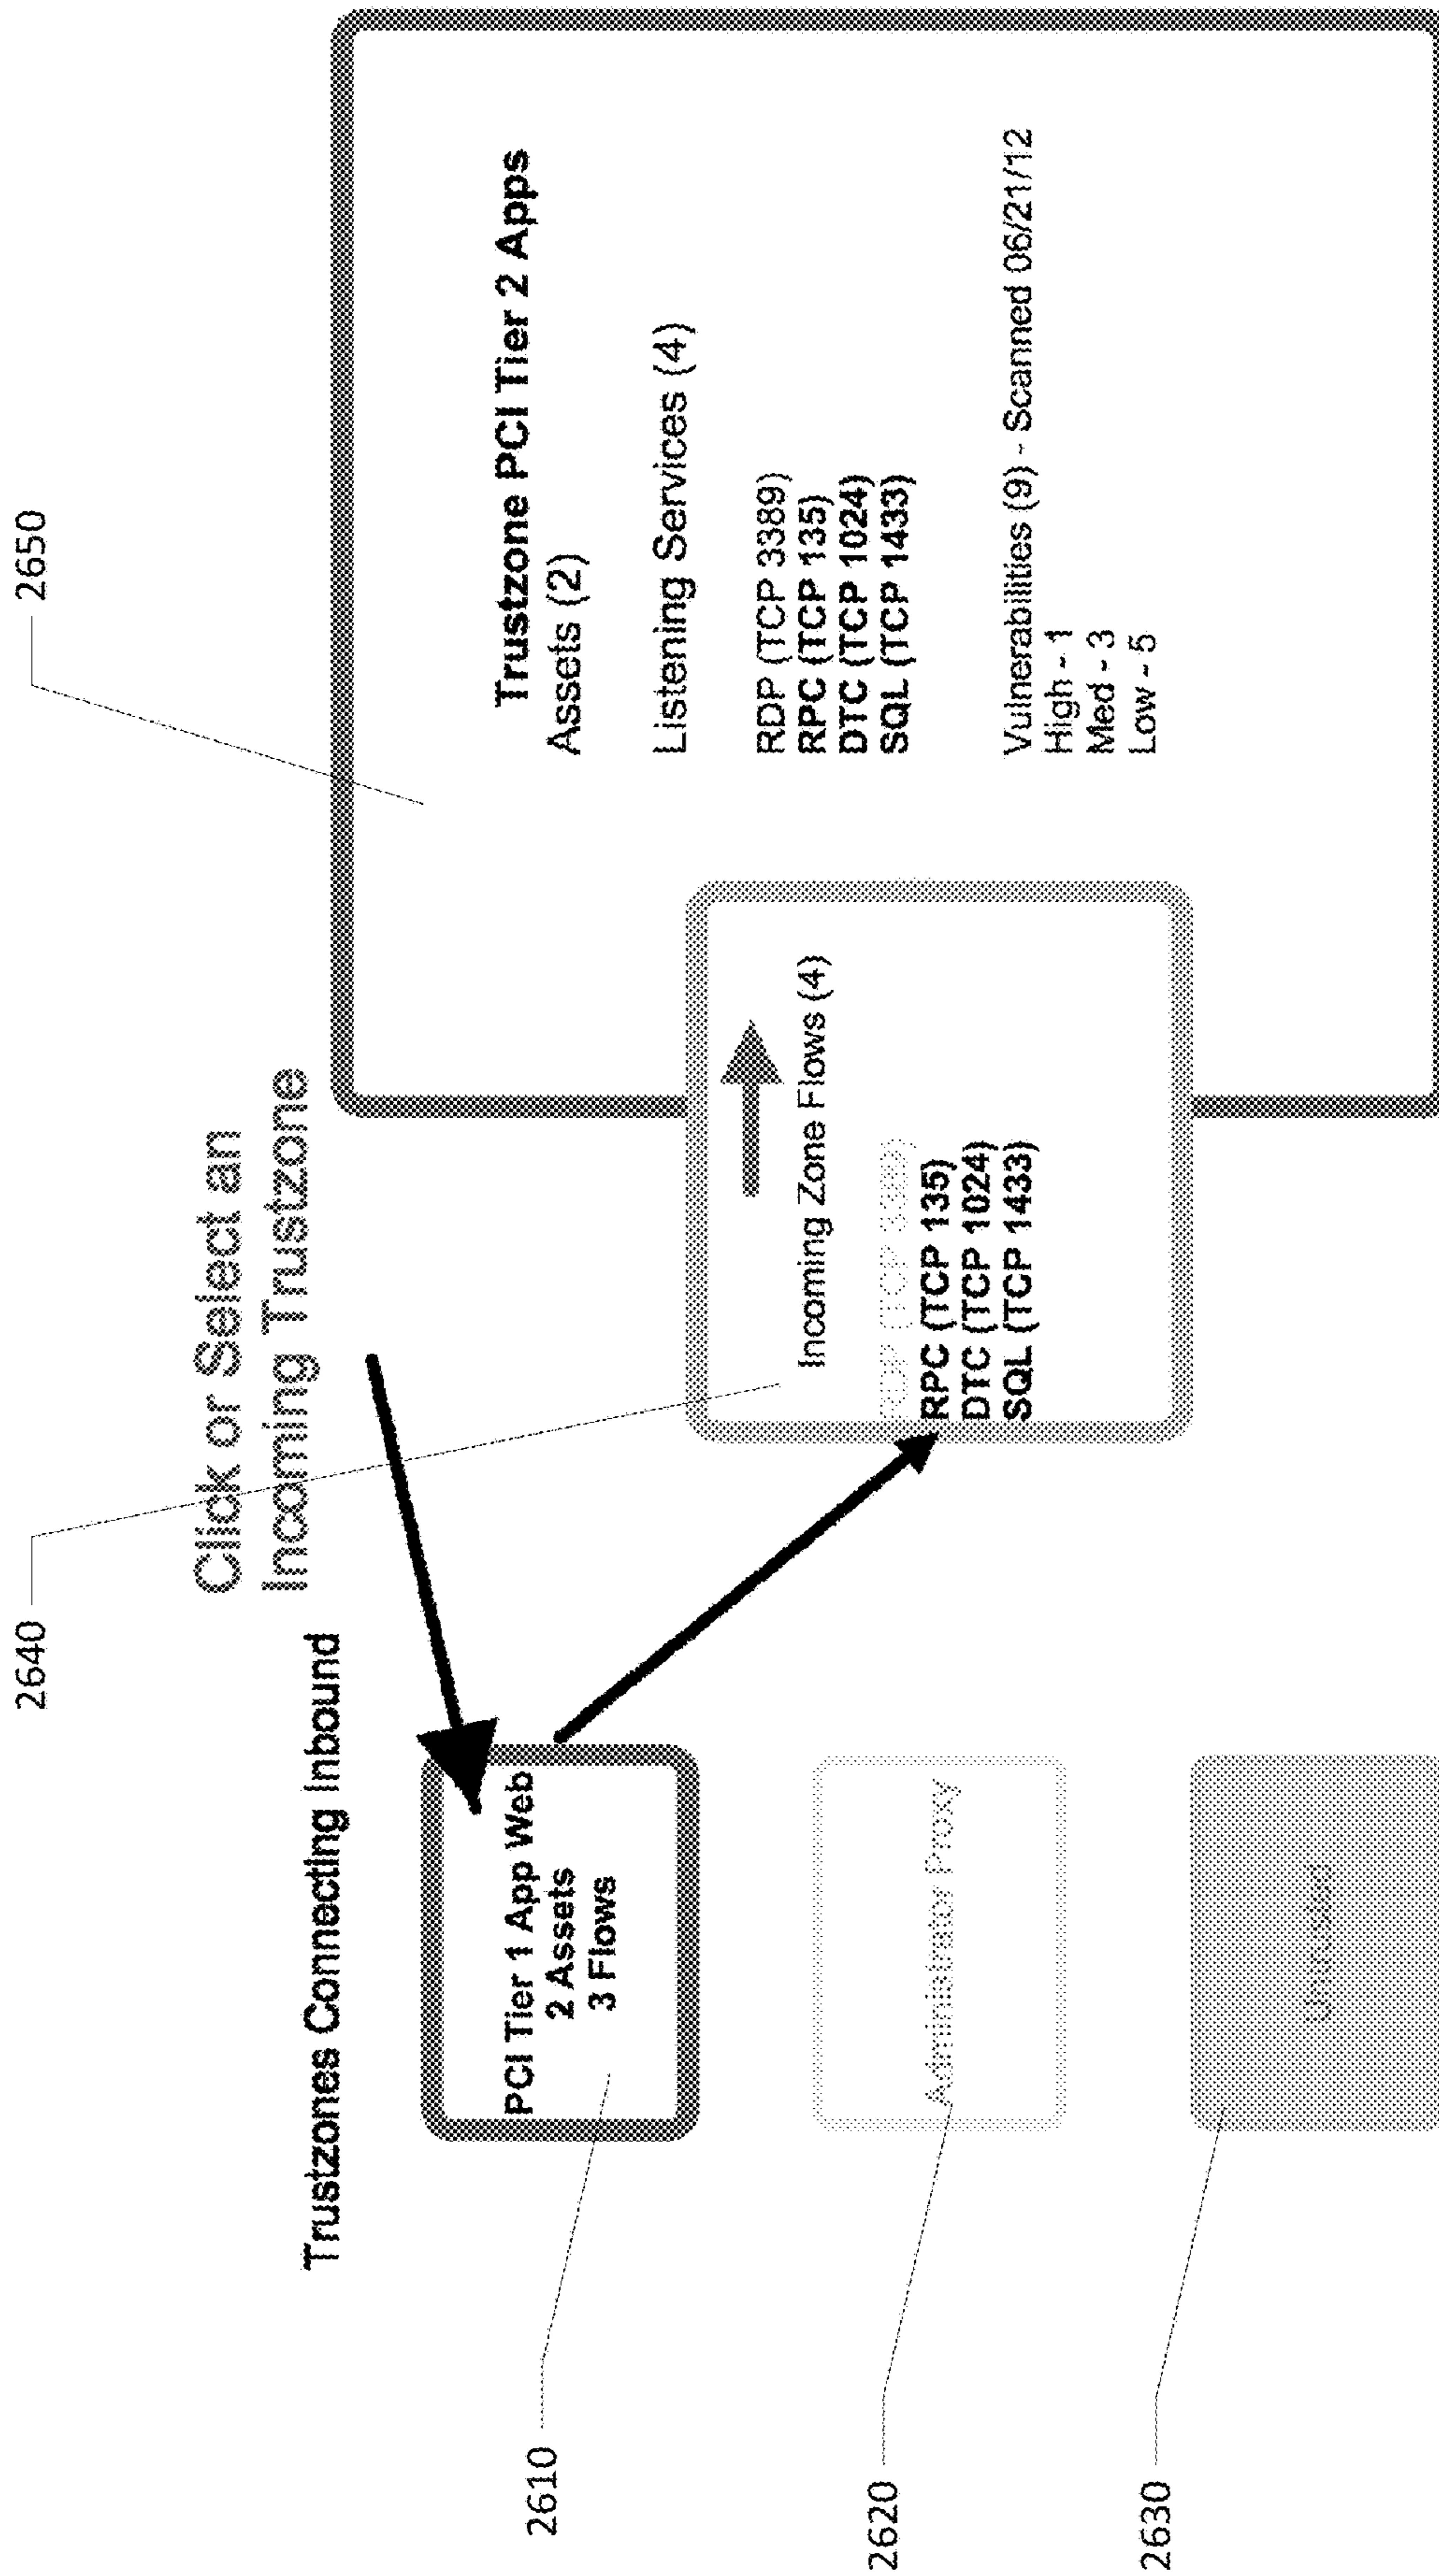 2640
2650
Click or Select an
Incoming Trustzone
Trustzones Connecting Inbound
2610
PCI Tier 1 App Web
2 Assets
3 Flows
2620
Administrator Proxy
2630
Incoming Zone Flows (4)
RDP (TCP 3389)
RPC (TCP 135)
DTC (TCP 1024)
SQL (TCP 1433)
Trustzone PCI Tier 2 Apps
Assets (2)
Listening Services (4)
RDP (TCP 3389)
RPC (TCP 135)
DTC (TCP 1024)
SQL (TCP 1433)
Vulnerabilities (9) - Scanned 06/21/12
High - 1
Med - 3
Low - 5